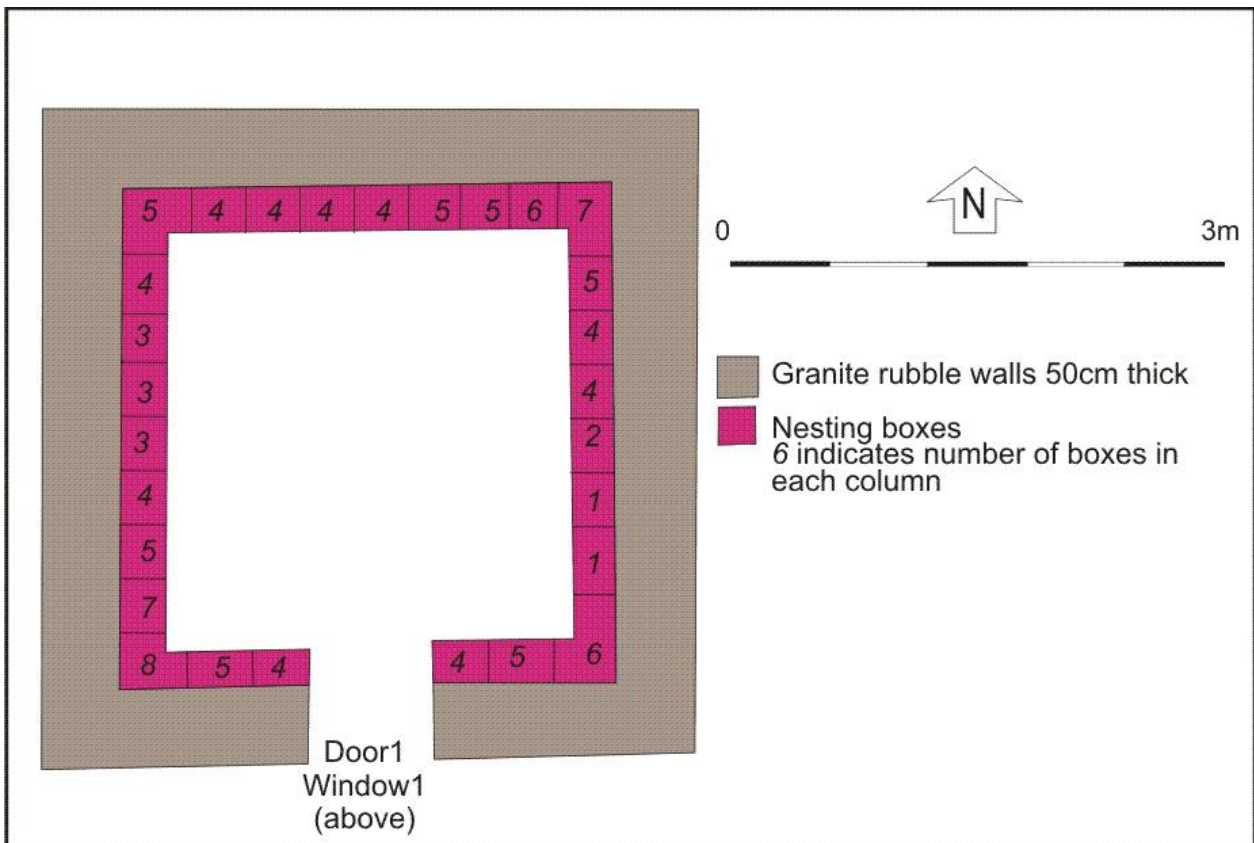 5 4 4 4 4 5 5 6 7
N
0 3m
4 5
3 4
3 4
3 2
4 1
5 1
7
8 5 4 4 5 6
Granite rubble walls 50cm thick
Nesting boxes
6 indicates number of boxes in
each column
Door1
Window1
(above)